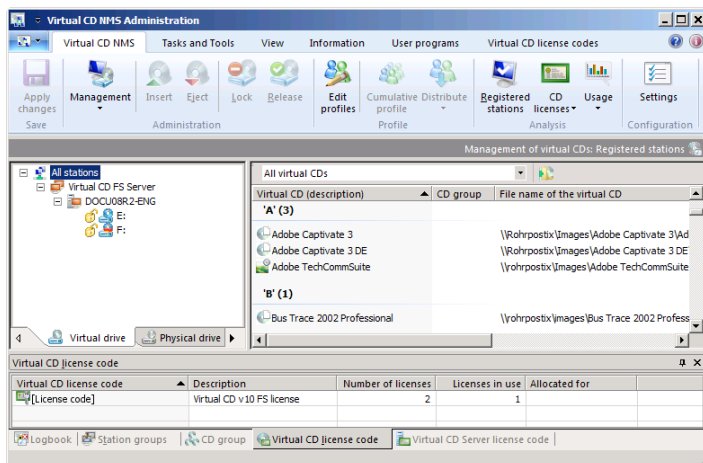 Virtual CD NMS Administration
Virtual CD NMS Tasks and Tools View Information User programs Virtual CD license codes
Apply changes Management Insert Eject Lock Release Edit profiles Cumulative profile Distribute Registered stations CD licenses Usage Settings
Save Administration Profile Analysis Configuration
Management of virtual CDs: Registered stations
All stations
Virtual CD FS Server
DOCU08R2-ENG
E:
F:
Virtual drive Physical drive
All virtual CDs
Virtual CD (description) CD group File name of the virtual CD
'A' (3)
Adobe Captivate 3 \\Rohrpostix\Images\Adobe Captivate 3\Ad
Adobe Captivate 3 DE \\Rohrpostix\Images\Adobe Captivate 3 DE
Adobe TechCommSuite \\rohrpostix\Images\Adobe TechCommSuite
'B' (1)
Bus Trace 2002 Professional \\rohrpostix\images\Bus Trace 2002 Profess
Virtual CD license code
Virtual CD license code Description Number of licenses Licenses in use Allocated for
[License code] Virtual CD v10 FS license 2 1
Logbook Station groups CD group Virtual CD license code Virtual CD Server license code